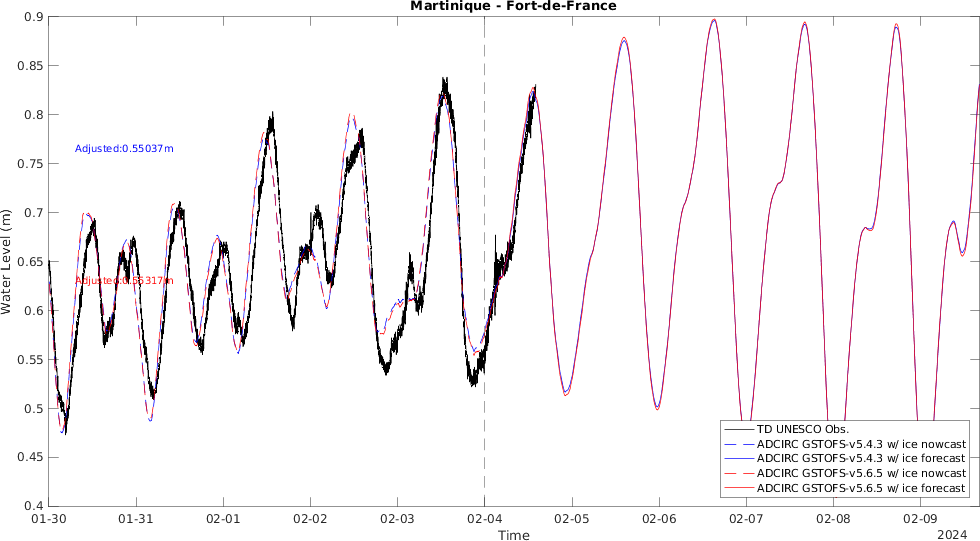 Martinique - Fort-de-France
0.9
0.85
0.8
0.75
0.7
0.65
0.6
0.55
0.5
0.45
0.4
Water Level (m)
Adjusted:0.55037m
Adjusted:0.55317m
TD UNESCO Obs.
ADCIRC GSTOFS-v5.4.3 w/ ice nowcast
ADCIRC GSTOFS-v5.4.3 w/ ice forecast
ADCIRC GSTOFS-v5.6.5 w/ ice nowcast
ADCIRC GSTOFS-v5.6.5 w/ ice forecast
01-30 01-31 02-01 02-02 02-03 02-04 02-05 02-06 02-07 02-08 02-09
Time
2024